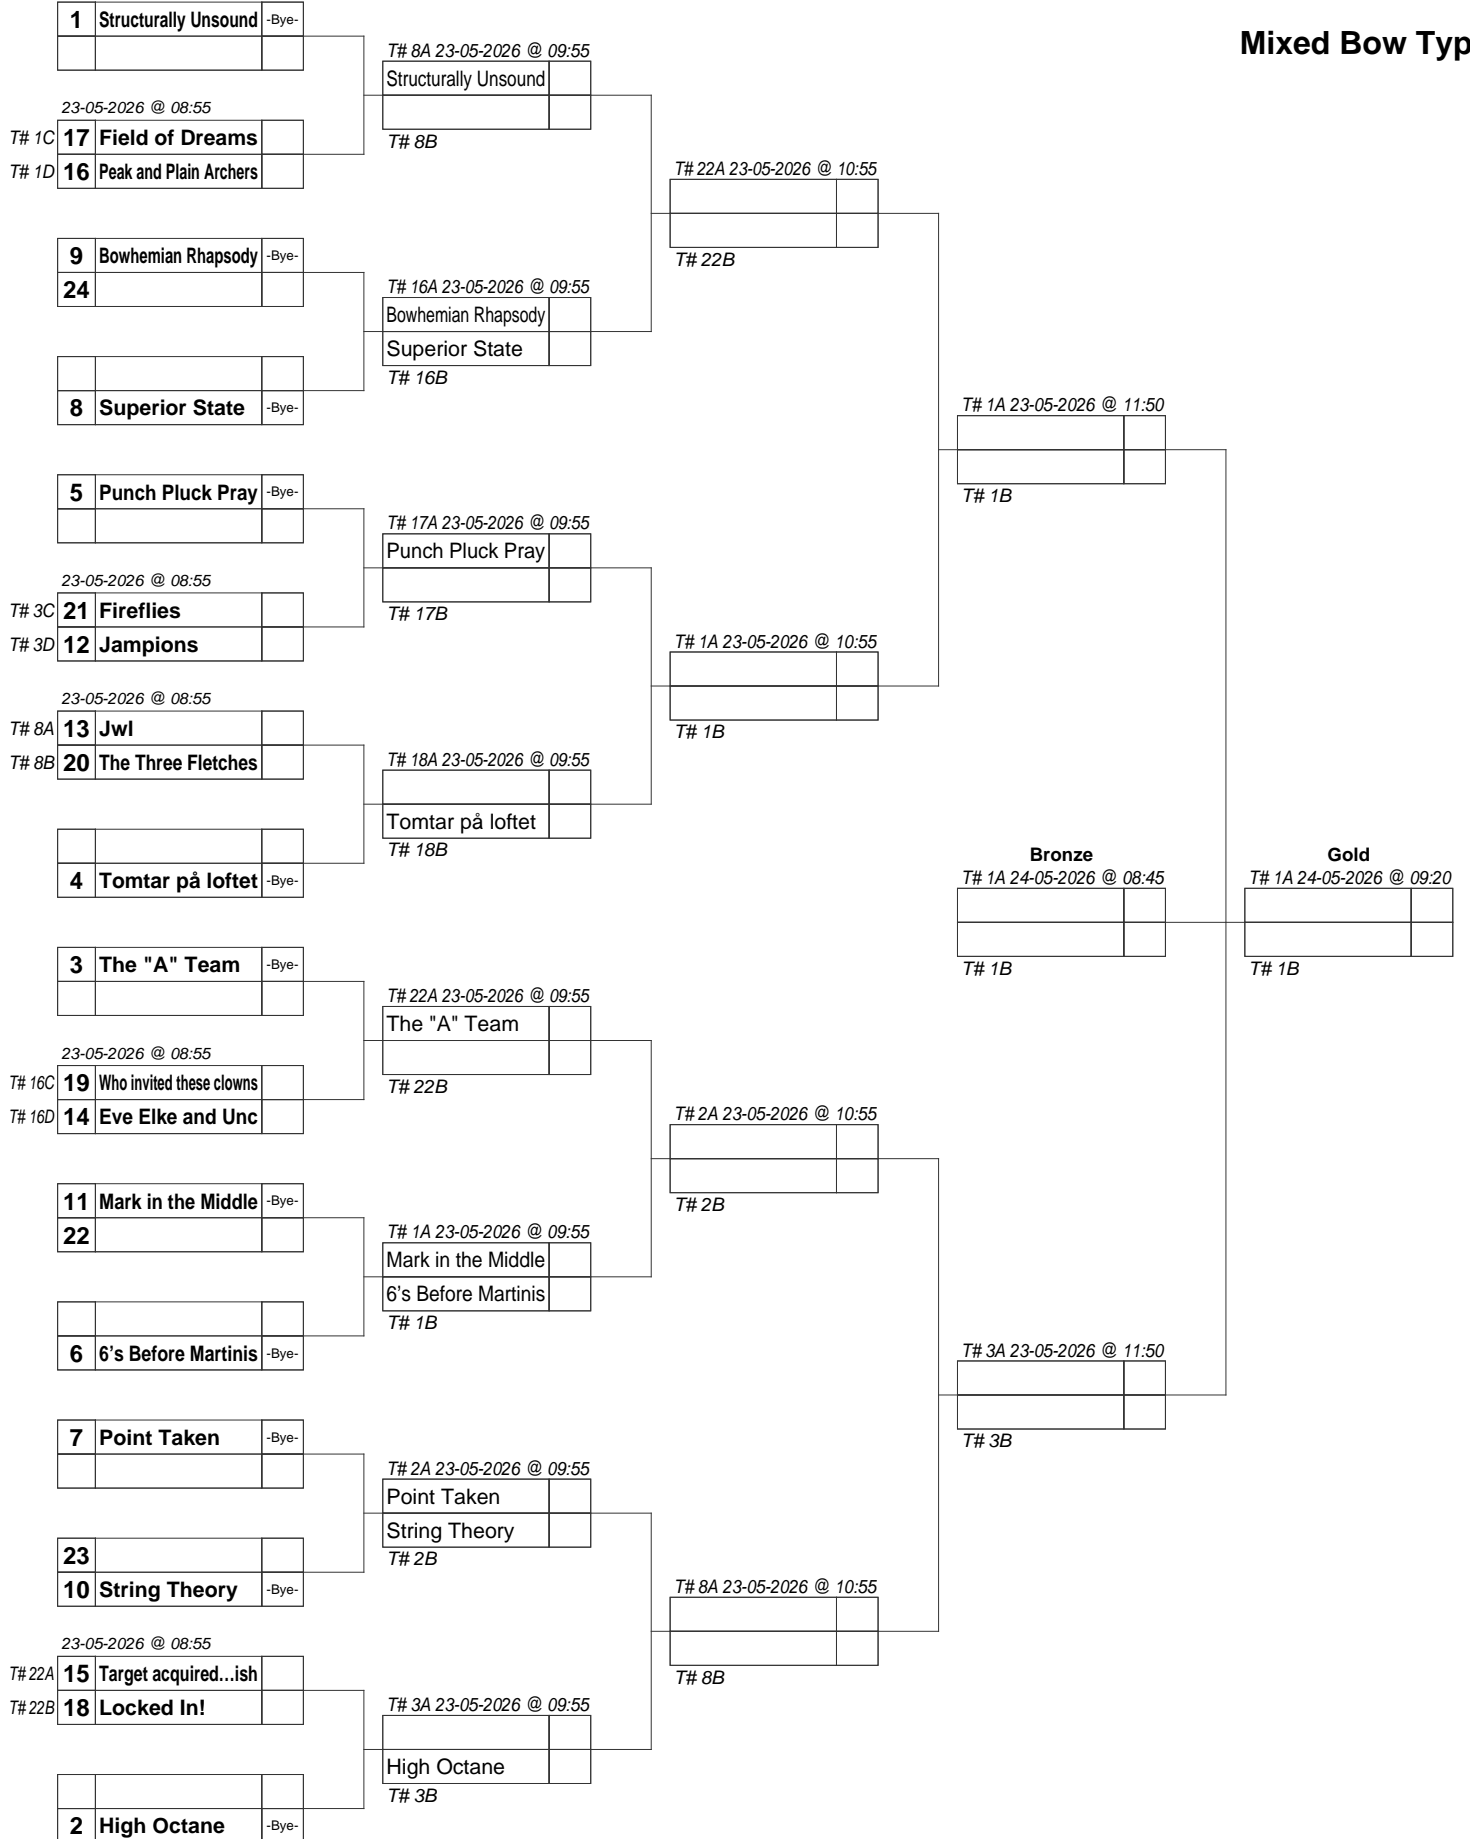 Mixed Bow Typ
1 Structurally Unsound -Bye-
23-05-2026 @ 08:55
T# 1C 17 Field of Dreams
T# 1D 16 Peak and Plain Archers
9 Bowhemian Rhapsody -Bye-
24
8 Superior State -Bye-
5 Punch Pluck Pray -Bye-
23-05-2026 @ 08:55
T# 3C 21 Fireflies
T# 3D 12 Jampions
23-05-2026 @ 08:55
T# 8A 13 Jwl
T# 8B 20 The Three Fletches
4 Tomtar på loftet -Bye-
3 The "A" Team -Bye-
23-05-2026 @ 08:55
T# 16C 19 Who invited these clowns
T# 16D 14 Eve Elke and Unc
11 Mark in the Middle -Bye-
22
6 6’s Before Martinis -Bye-
7 Point Taken -Bye-
23
10 String Theory -Bye-
23-05-2026 @ 08:55
T# 22A 15 Target acquired…ish
T# 22B 18 Locked In!
2 High Octane -Bye-
T# 8A 23-05-2026 @ 09:55
Structurally Unsound
T# 8B
T# 16A 23-05-2026 @ 09:55
Bowhemian Rhapsody
Superior State
T# 16B
T# 17A 23-05-2026 @ 09:55
Punch Pluck Pray
T# 17B
T# 18A 23-05-2026 @ 09:55
Tomtar på loftet
T# 18B
T# 22A 23-05-2026 @ 09:55
The "A" Team
T# 22B
T# 1A 23-05-2026 @ 09:55
Mark in the Middle
6’s Before Martinis
T# 1B
T# 2A 23-05-2026 @ 09:55
Point Taken
String Theory
T# 2B
T# 3A 23-05-2026 @ 09:55
High Octane
T# 3B
T# 22A 23-05-2026 @ 10:55
T# 22B
T# 1A 23-05-2026 @ 10:55
T# 1B
T# 2A 23-05-2026 @ 10:55
T# 2B
T# 8A 23-05-2026 @ 10:55
T# 8B
T# 1A 23-05-2026 @ 11:50
T# 1B
Bronze
T# 1A 24-05-2026 @ 08:45
T# 1B
T# 3A 23-05-2026 @ 11:50
T# 3B
Gold
T# 1A 24-05-2026 @ 09:20
T# 1B